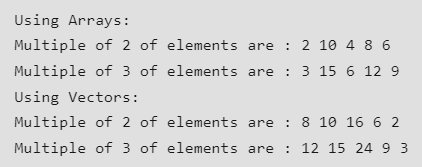 Using Arrays:
Multiple of 2 of elements are : 2 10 4 8 6
Multiple of 3 of elements are : 3 15 6 12 9
Using Vectors:
Multiple of 2 of elements are : 8 10 16 6 2
Multiple of 3 of elements are : 12 15 24 9 3